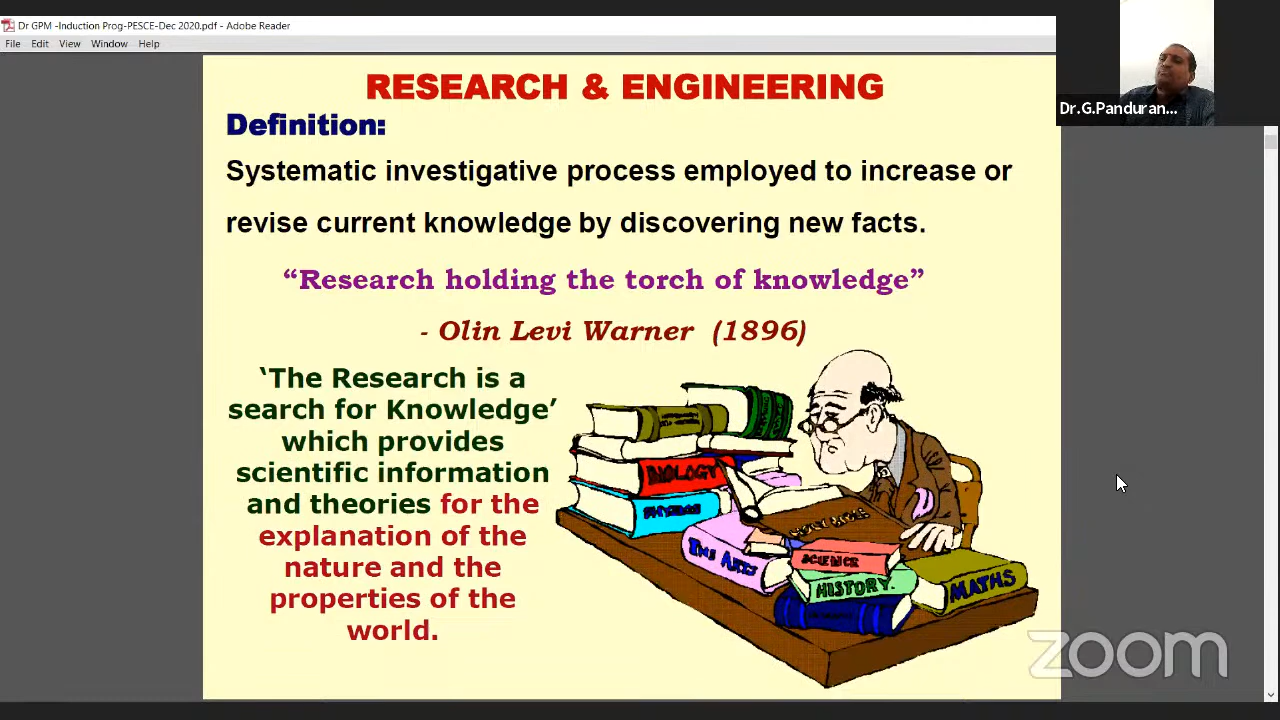 Dr GPM -Induction Prog-PESCE-Dec 2020.pdf - Adobe Reader
File Edit View Window Help
Dr.G.Panduran...
RESEARCH & ENGINEERING
Definition:
Systematic investigative process employed to increase or
revise current knowledge by discovering new facts.
“Research holding the torch of knowledge”
- Olin Levi Warner (1896)
‘The Research is a
search for Knowledge’
which provides
scientific information
and theories for the
explanation of the
nature and the
properties of the
world.
BIOLOGY
PHYSICS
THE ARTS
SCIENCE
HISTORY.
MATHS
zoom